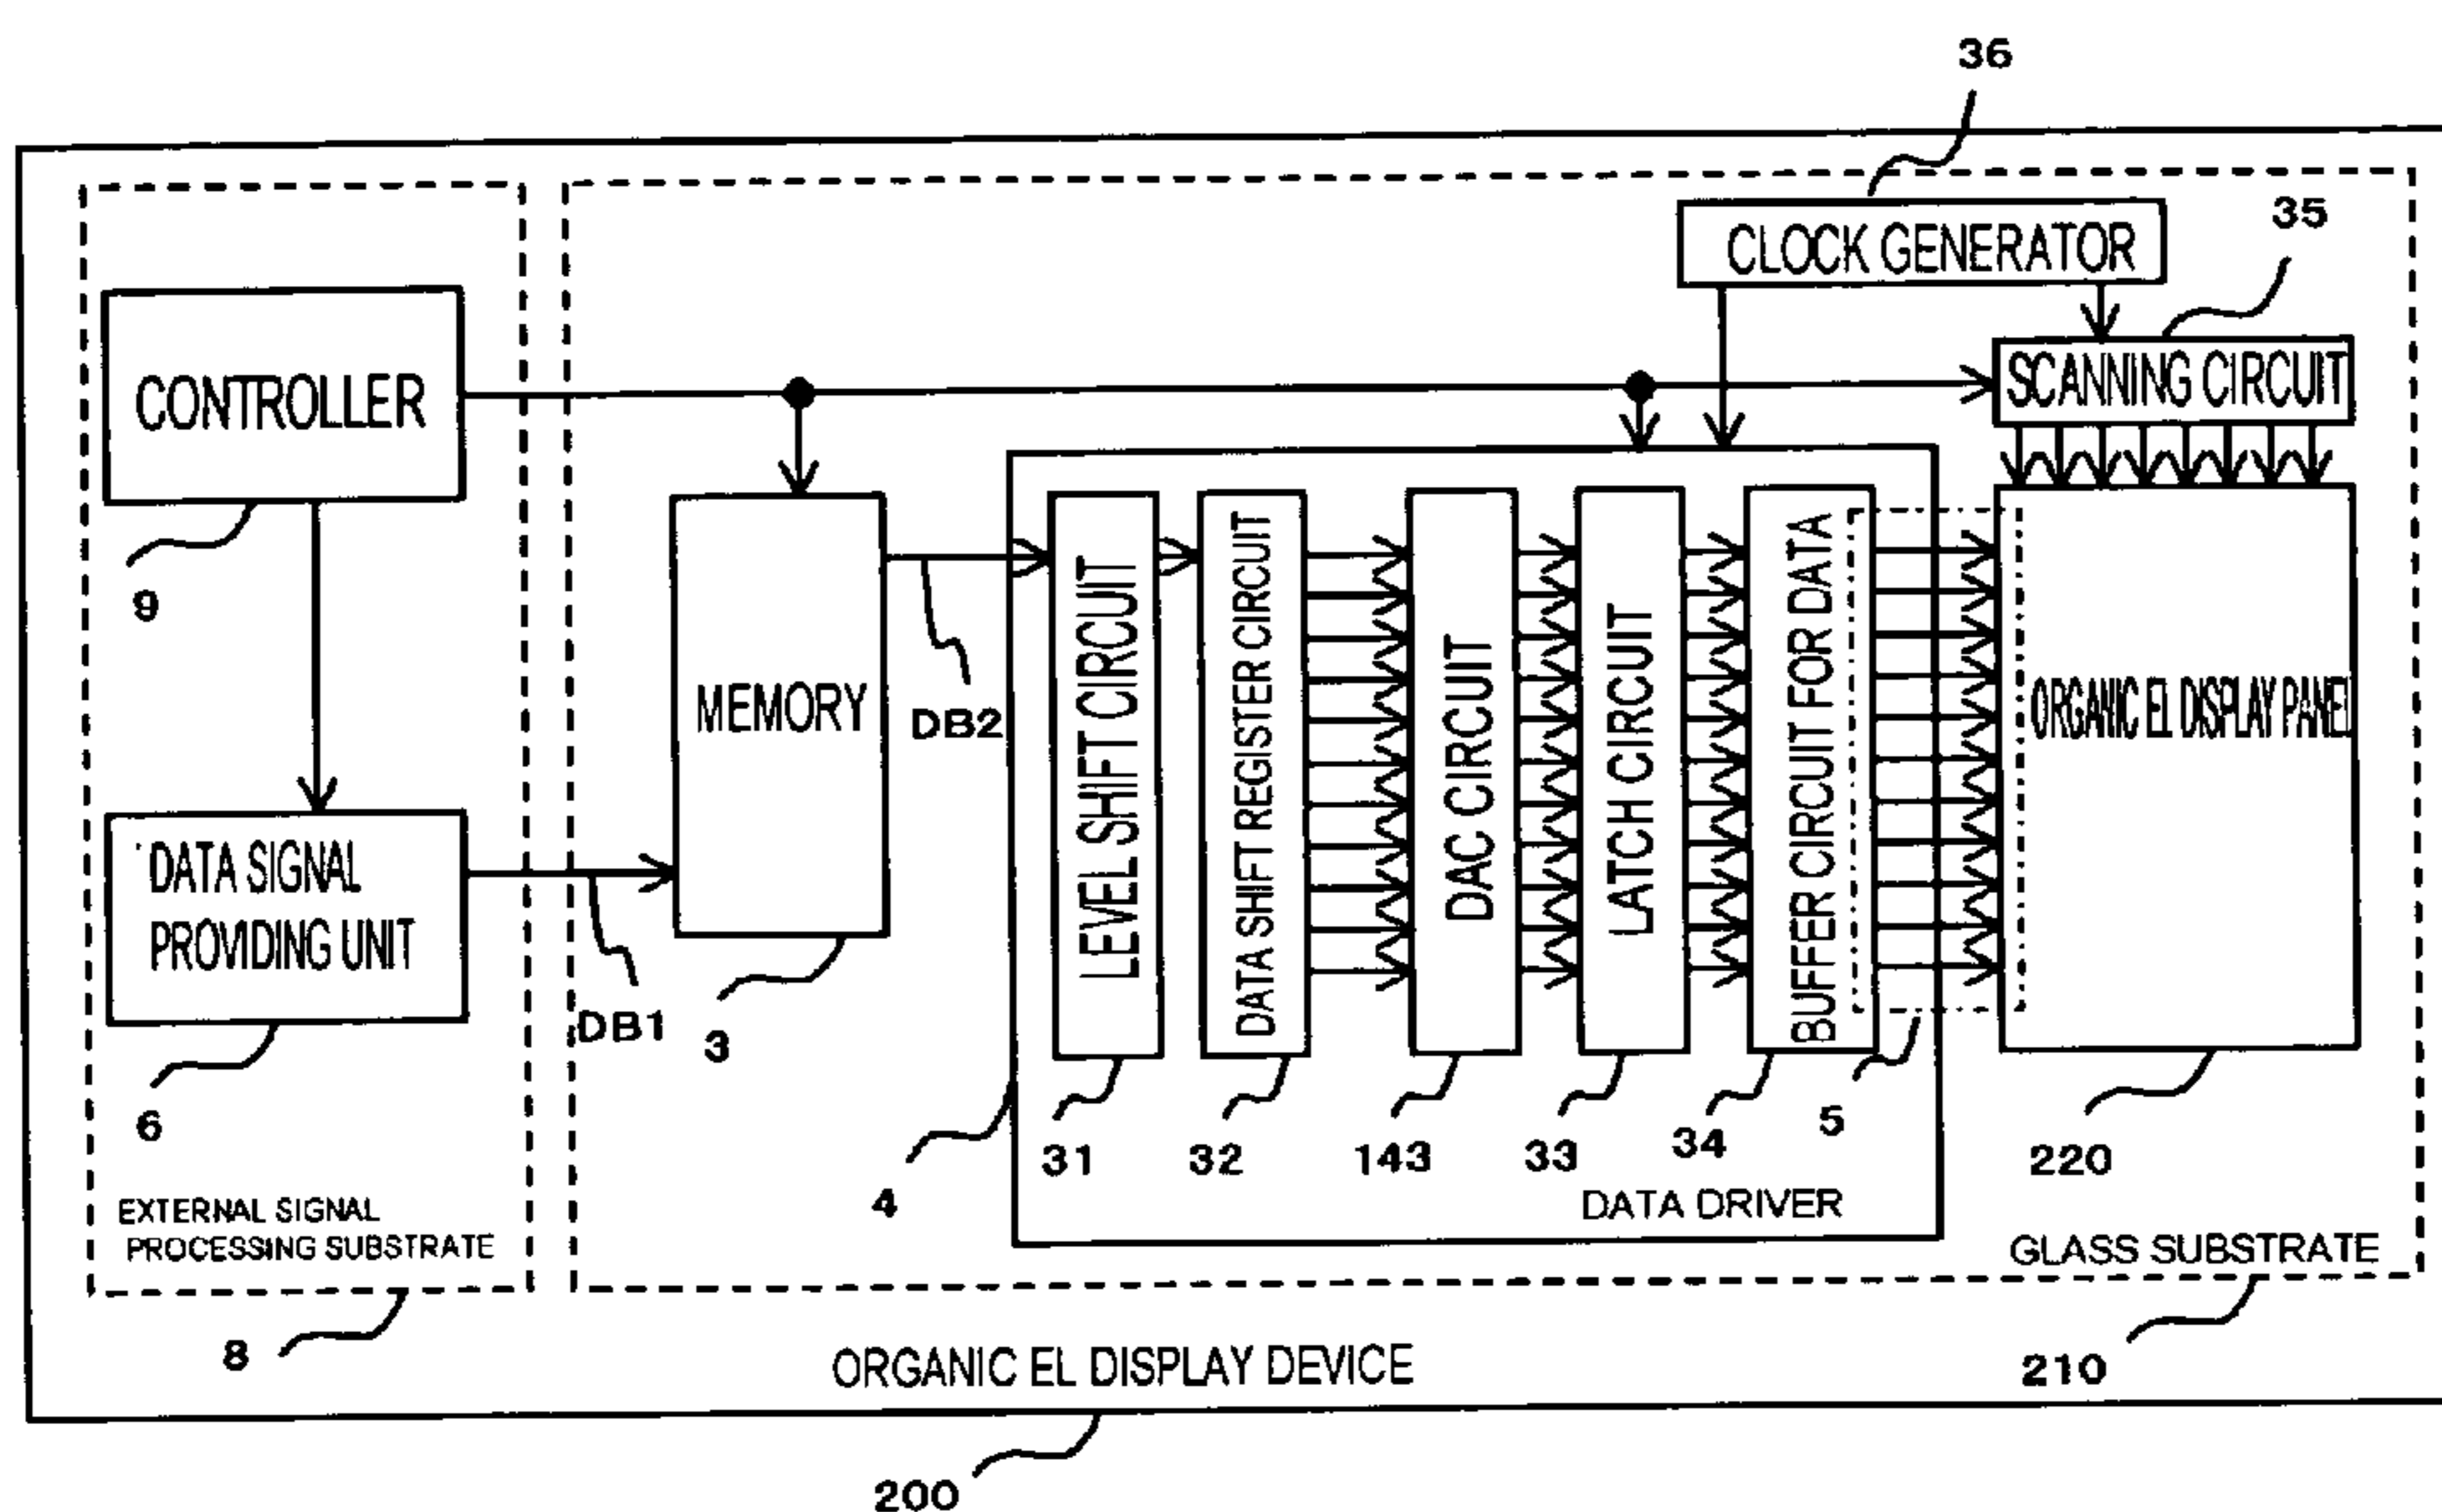 36
CLOCK GENERATOR
35
CONTROLLER
SCANNING CIRCUIT
9
MEMORY
DB2
LEVEL SHIFT CIRCUIT
DATA SHIFT REGISTER CIRCUIT
DAC CIRCUIT
LATCH CIRCUIT
BUFFER CIRCUIT FOR DATA
ORGANIC EL DISPLAY PANEL
DATA SIGNAL
PROVIDING UNIT
DB1
3
6
4
31
32
143
33
34
5
220
DATA DRIVER
EXTERNAL SIGNAL
PROCESSING SUBSTRATE
GLASS SUBSTRATE
8
ORGANIC EL DISPLAY DEVICE
210
200